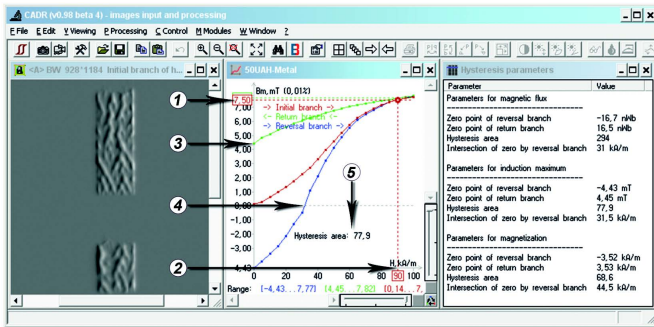 CADR (v0.98 beta 4) - Images input and processing
F File E Edit V Viewing P Processing C Control M Modules W Window ?
<A> BW 928*1184 Initial branch of h...
50UAH-Metal
Hysteresis parameters
Bm, mT (0,01%)
7,50
7,00
6,00
5,00
4,00
3,00
2,00
1,00
0,00
-1,00
-2,00
-3,00
-4,43
-> Initial branch ->
<- Return branch <-
-> Reversal branch ->
Hysteresis area: 77,9
H, kA/m
0 20 40 60 80 90 100
Range: [-4,43...7,77] [4,45...7,82] [0,14...7,
1
3
4
2
5
Parameter Value
Parameters for magnetic flux
Zero point of reversal branch -16,7 nWb
Zero point of return branch 16,5 nWb
Hysteresis area 294
Intersection of zero by reversal branch 31 kA/m
Parameters for induction maximum
Zero point of reversal branch -4,43 mT
Zero point of return branch 4,45 mT
Hysteresis area 77,9
Intersection of zero by reversal branch 31,5 kA/m
Parameters for magnetization
Zero point of reversal branch -3,52 kA/m
Zero point of return branch 3,53 kA/m
Hysteresis area 68,6
Intersection of zero by reversal branch 44,5 kA/m